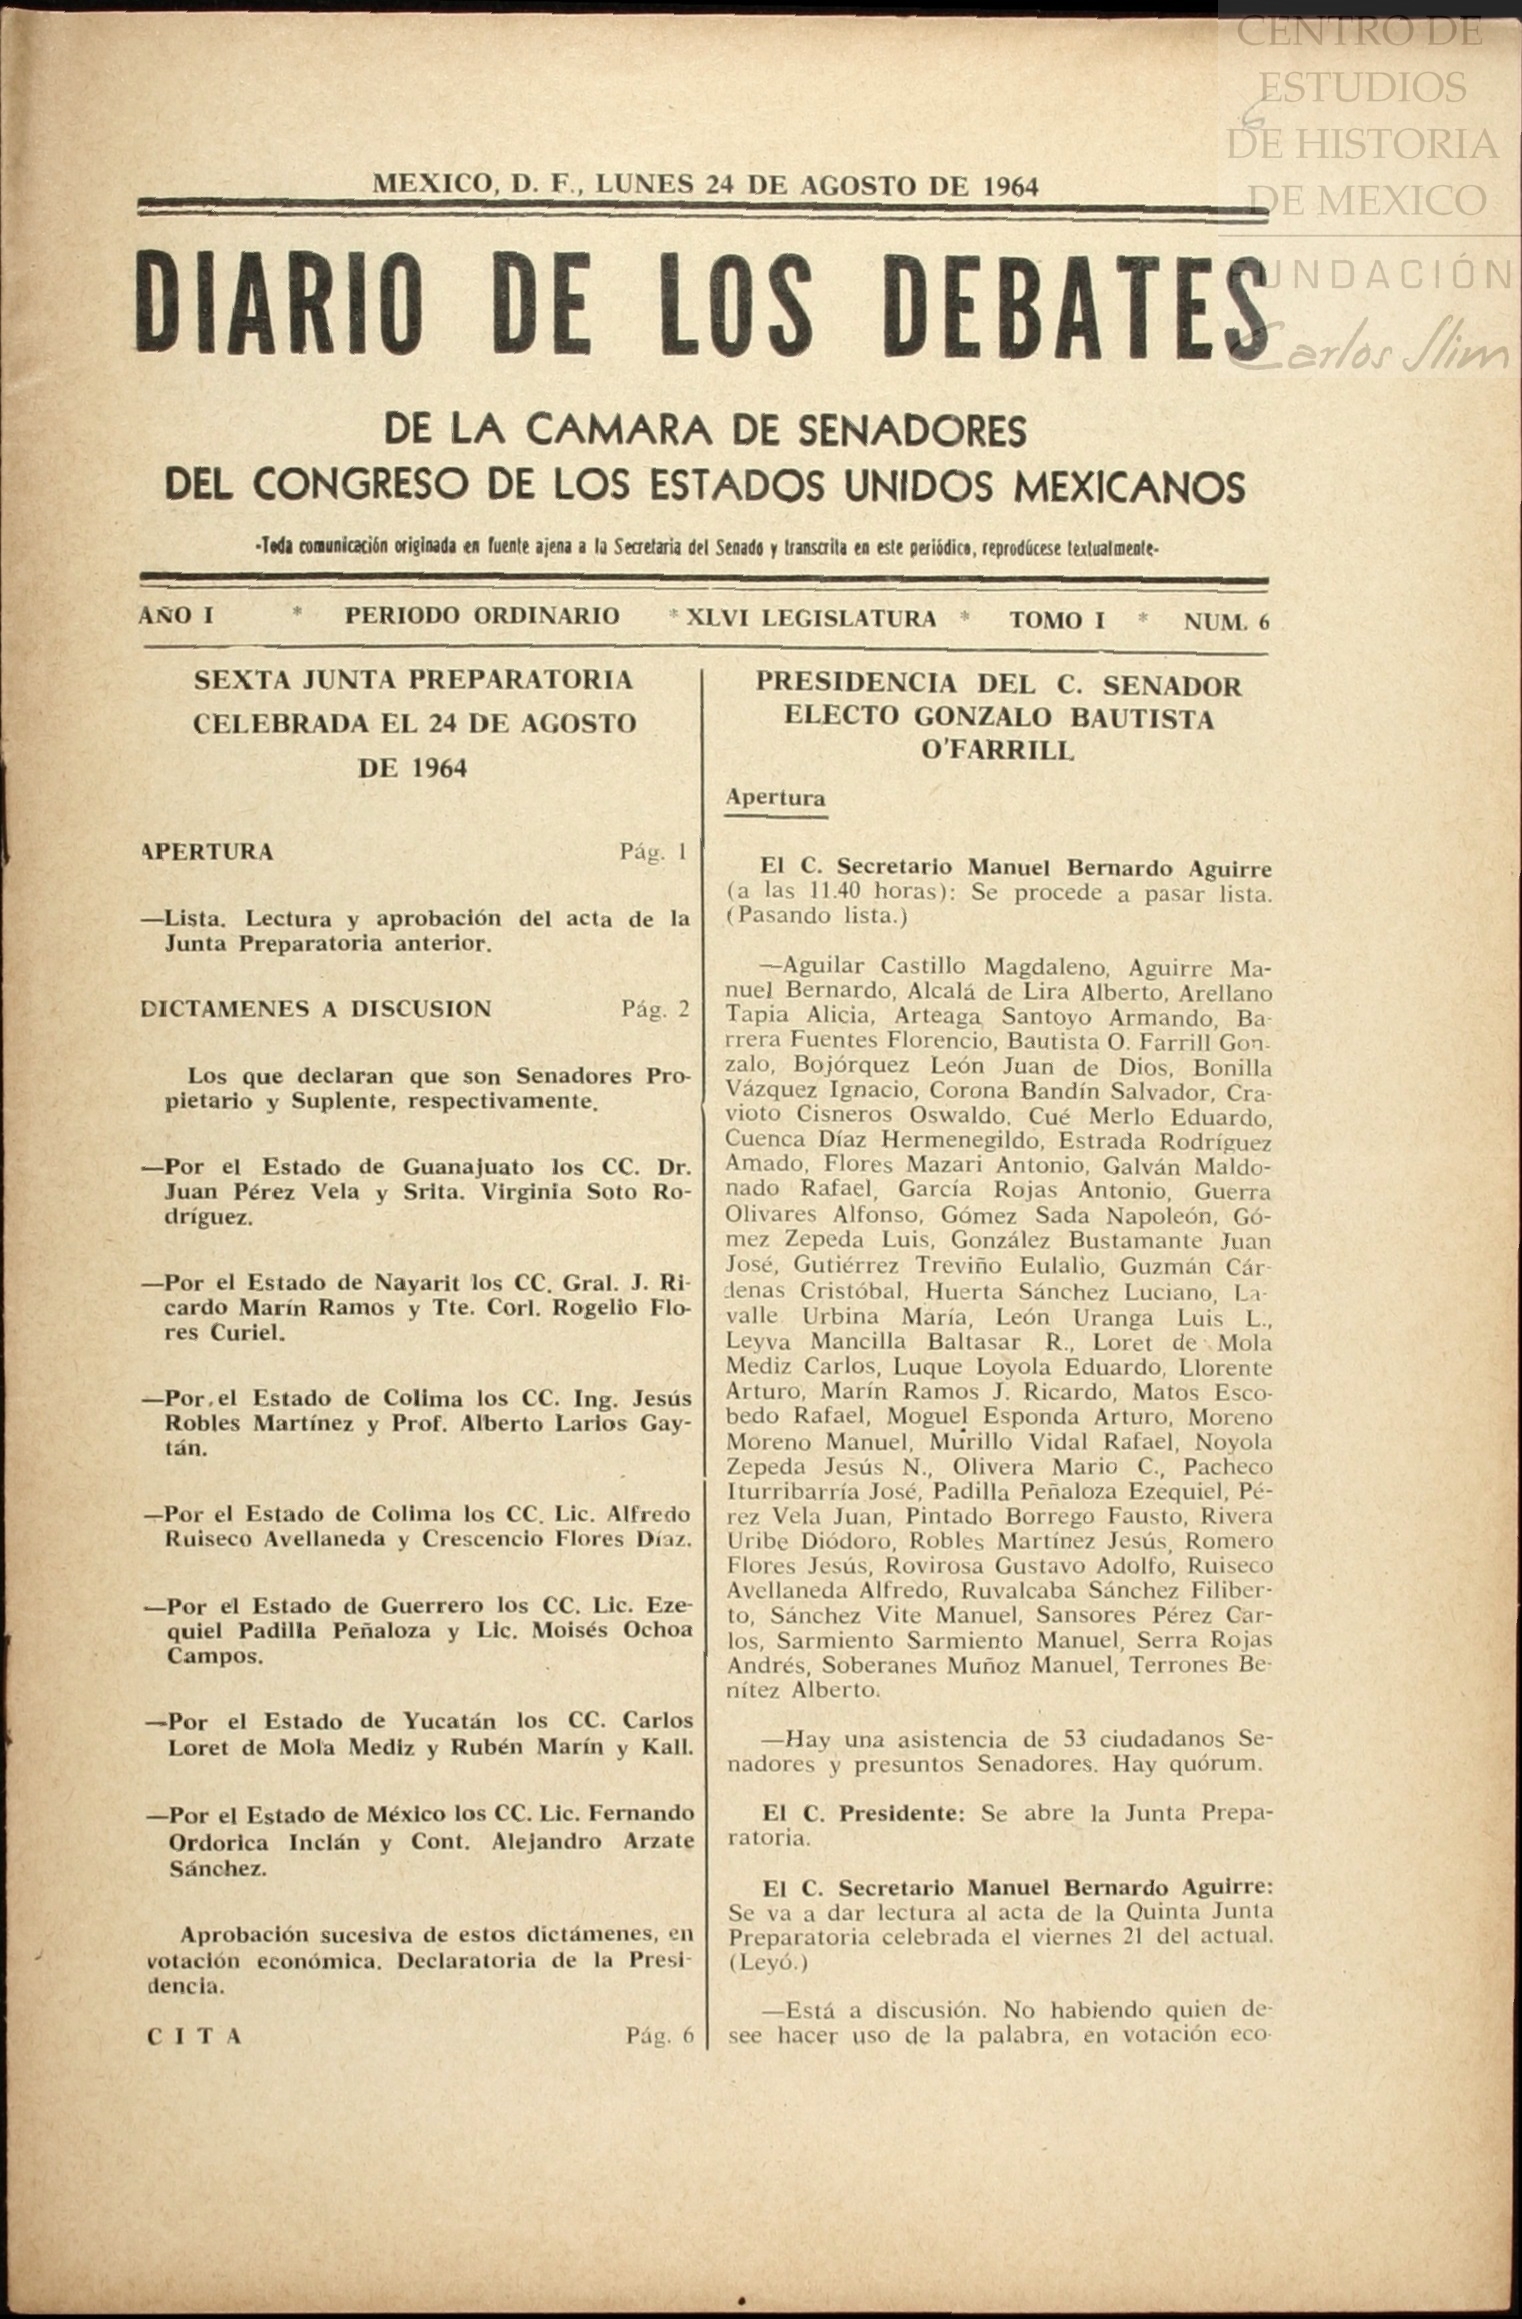 CENTRO DE
ESTUDIOS
DE HISTORIA
DE MEXICO
FUNDACIÓN
Carlos Slim
6
MEXICO, D. F., LUNES 24 DE AGOSTO DE 1964
DIARIO DE LOS DEBATES
DE LA CAMARA DE SENADORES
DEL CONGRESO DE LOS ESTADOS UNIDOS MEXICANOS
-Toda comunicación originada en fuente ajena a la Secretaria del Senado y transcrita en este periódico, reprodúcese textualmente-
AÑO I * PERIODO ORDINARIO * XLVI LEGISLATURA * TOMO I * NUM. 6
SEXTA JUNTA PREPARATORIA
CELEBRADA EL 24 DE AGOSTO
DE 1964
APERTURA Pág. 1
—Lista. Lectura y aprobación del acta de la
Junta Preparatoria anterior.
DICTAMENES A DISCUSION Pág. 2
Los que declaran que son Senadores Pro-
pietario y Suplente, respectivamente.
—Por el Estado de Guanajuato los CC. Dr.
Juan Pérez Vela y Srita. Virginia Soto Ro-
dríguez.
—Por el Estado de Nayarit los CC. Gral. J. Ri-
cardo Marín Ramos y Tte. Corl. Rogelio Flo-
res Curiel.
—Por el Estado de Colima los CC. Ing. Jesús
Robles Martínez y Prof. Alberto Larios Gay-
tán.
—Por el Estado de Colima los CC. Lic. Alfredo
Ruiseco Avellaneda y Crescencio Flores Díaz.
—Por el Estado de Guerrero los CC. Lic. Eze-
quiel Padilla Peñaloza y Lic. Moisés Ochoa
Campos.
—Por el Estado de Yucatán los CC. Carlos
Loret de Mola Mediz y Rubén Marín y Kall.
—Por el Estado de México los CC. Lic. Fernando
Ordorica Inclán y Cont. Alejandro Arzate
Sánchez.
Aprobación sucesiva de estos dictámenes, en
votación económica. Declaratoria de la Presi-
dencia.
C I T A Pág. 6
PRESIDENCIA DEL C. SENADOR
ELECTO GONZALO BAUTISTA
O'FARRILL
Apertura
El C. Secretario Manuel Bernardo Aguirre
(a las 11.40 horas): Se procede a pasar lista.
(Pasando lista.)
—Aguilar Castillo Magdaleno, Aguirre Ma-
nuel Bernardo, Alcalá de Lira Alberto, Arellano
Tapia Alicia, Arteaga Santoyo Armando, Ba-
rrera Fuentes Florencio, Bautista O. Farrill Gon-
zalo, Bojórquez León Juan de Dios, Bonilla
Vázquez Ignacio, Corona Bandín Salvador, Cra-
vioto Cisneros Oswaldo, Cué Merlo Eduardo,
Cuenca Díaz Hermenegildo, Estrada Rodríguez
Amado, Flores Mazari Antonio, Galván Maldo-
nado Rafael, García Rojas Antonio, Guerra
Olivares Alfonso, Gómez Sada Napoleón, Gó-
mez Zepeda Luis, González Bustamante Juan
José, Gutiérrez Treviño Eulalio, Guzmán Cár-
denas Cristóbal, Huerta Sánchez Luciano, La-
valle Urbina María, León Uranga Luis L.,
Leyva Mancilla Baltasar R., Loret de Mola
Mediz Carlos, Luque Loyola Eduardo, Llorente
Arturo, Marín Ramos J. Ricardo, Matos Esco-
bedo Rafael, Moguel Esponda Arturo, Moreno
Moreno Manuel, Murillo Vidal Rafael, Noyola
Zepeda Jesús N., Olivera Mario C., Pacheco
Iturribarría José, Padilla Peñaloza Ezequiel, Pé-
rez Vela Juan, Pintado Borrego Fausto, Rivera
Uribe Diódoro, Robles Martínez Jesús, Romero
Flores Jesús, Rovirosa Gustavo Adolfo, Ruiseco
Avellaneda Alfredo, Ruvalcaba Sánchez Filiber-
to, Sánchez Vite Manuel, Sansores Pérez Car-
los, Sarmiento Sarmiento Manuel, Serra Rojas
Andrés, Soberanes Muñoz Manuel, Terrones Be-
nítez Alberto.
—Hay una asistencia de 53 ciudadanos Se-
nadores y presuntos Senadores. Hay quórum.
El C. Presidente: Se abre la Junta Prepa-
ratoria.
El C. Secretario Manuel Bernardo Aguirre:
Se va a dar lectura al acta de la Quinta Junta
Preparatoria celebrada el viernes 21 del actual.
(Leyó.)
—Está a discusión. No habiendo quien de-
see hacer uso de la palabra, en votación eco-